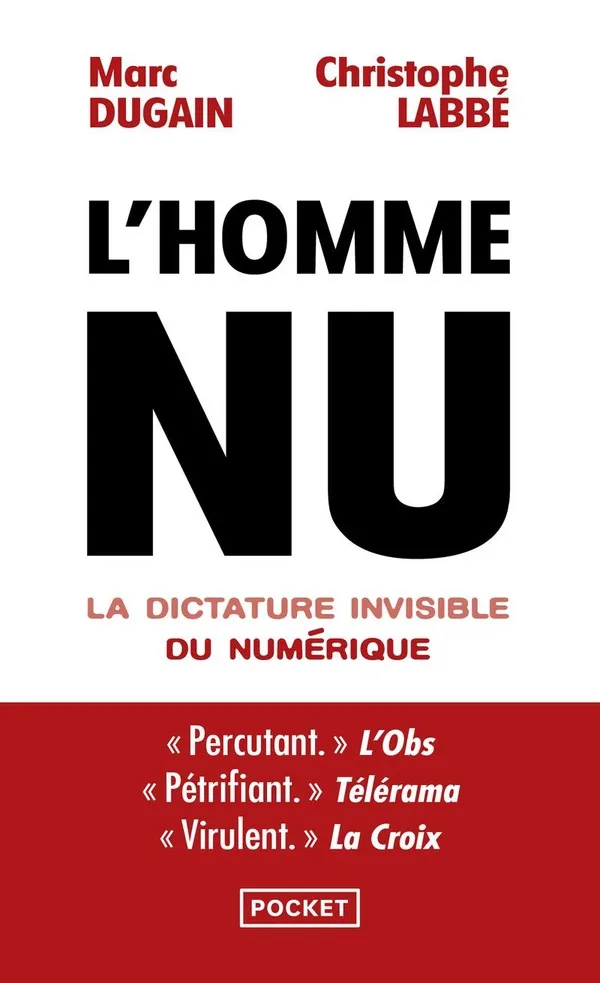 Marc
DUGAIN
Christophe
LABBÉ
L’HOMME
NU
LA DICTATURE INVISIBLE
DU NUMÉRIQUE
« Percutant. » L’Obs
« Pétrifiant. » Télérama
« Virulent. » La Croix
POCKET